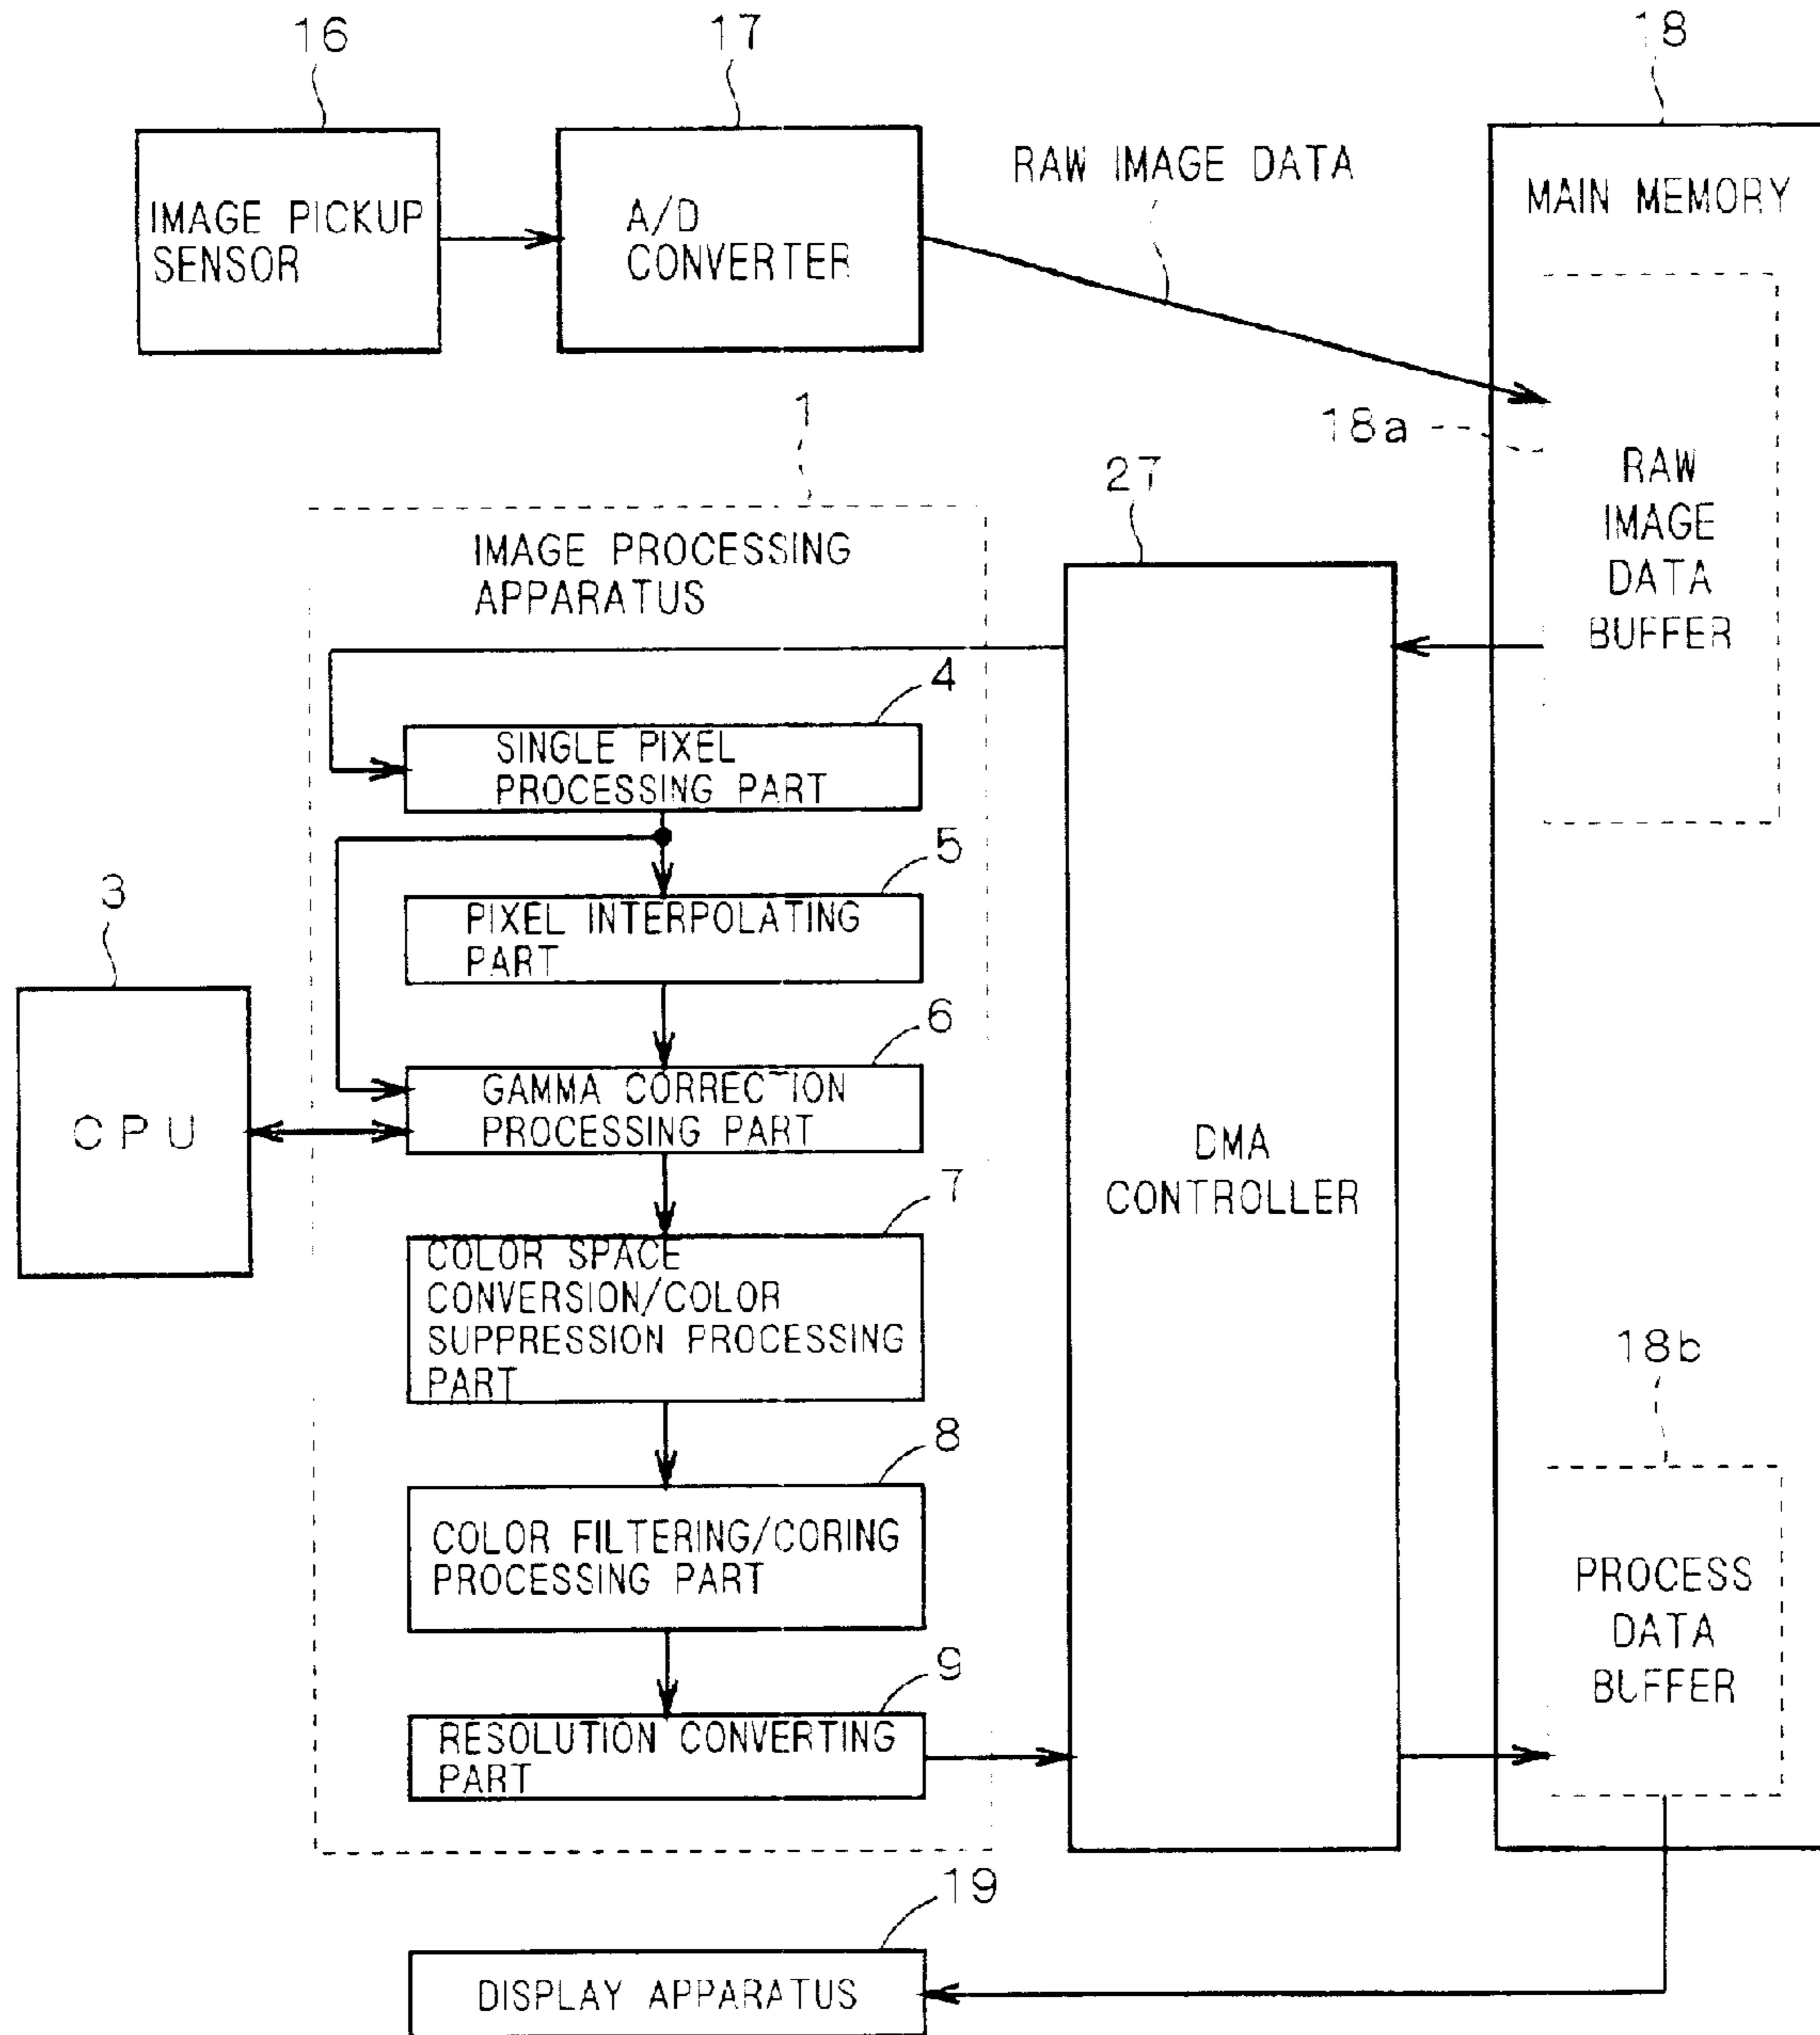 16
17
18
IMAGE PICKUP
SENSOR
A/D
CONVERTER
RAW IMAGE DATA
MAIN MEMORY
18a
RAW
IMAGE
DATA
BUFFER
1
27
IMAGE PROCESSING
APPARATUS
4
SINGLE PIXEL
PROCESSING PART
5
PIXEL INTERPOLATING
PART
3
CPU
6
GAMMA CORRECTION
PROCESSING PART
DMA
CONTROLLER
7
COLOR SPACE
CONVERSION/COLOR
SUPPRESSION PROCESSING
PART
8
COLOR FILTERING/CORING
PROCESSING PART
18b
PROCESS
DATA
BUFFER
9
RESOLUTION CONVERTING
PART
19
DISPLAY APPARATUS